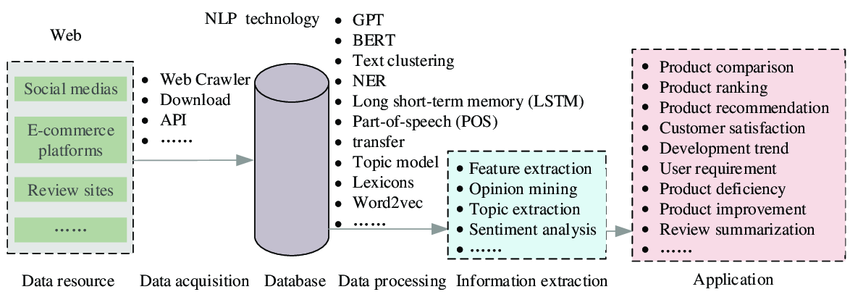 Web
Social medias
E-commerce
platforms
Review sites
......
Data resource
• Web Crawler
• Download
• API
• ......
Data acquisition
NLP technology
Database
• GPT
• BERT
• Text clustering
• NER
• Long short-term memory (LSTM)
• Part-of-speech (POS)
• transfer
• Topic model
• Lexicons
• Word2vec
• ......
Data processing
• Feature extraction
• Opinion mining
• Topic extraction
• Sentiment analysis
• ......
Information extraction
• Product comparison
• Product ranking
• Product recommendation
• Customer satisfaction
• Development trend
• User requirement
• Product deficiency
• Product improvement
• Review summarization
• ......
Application